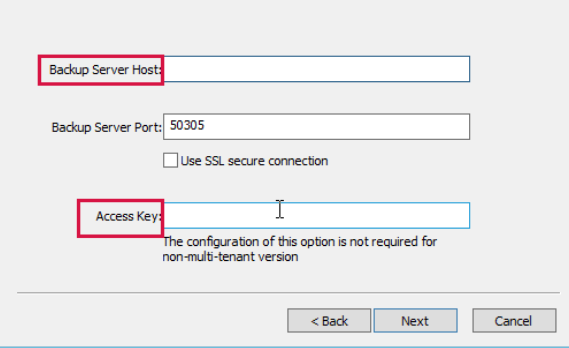 Backup Server Host:
Backup Server Port: 50305
Use SSL secure connection
Access Key:
The configuration of this option is not required for
non-multi-tenant version
< Back Next Cancel